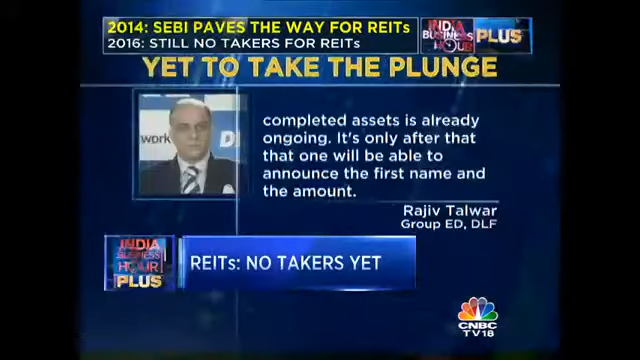 2014: SEBI PAVES THE WAY FOR REITs
2016: STILL NO TAKERS FOR REITs
INDIA
BUSINESS
HOUR
PLUS
YET TO TAKE THE PLUNGE
work
completed assets is already
ongoing. It's only after that
that one will be able to
announce the first name and
the amount.
Rajiv Talwar
Group ED, DLF
INDIA
BUSINESS
HOUR
PLUS
REITs: NO TAKERS YET
CNBC
TV18